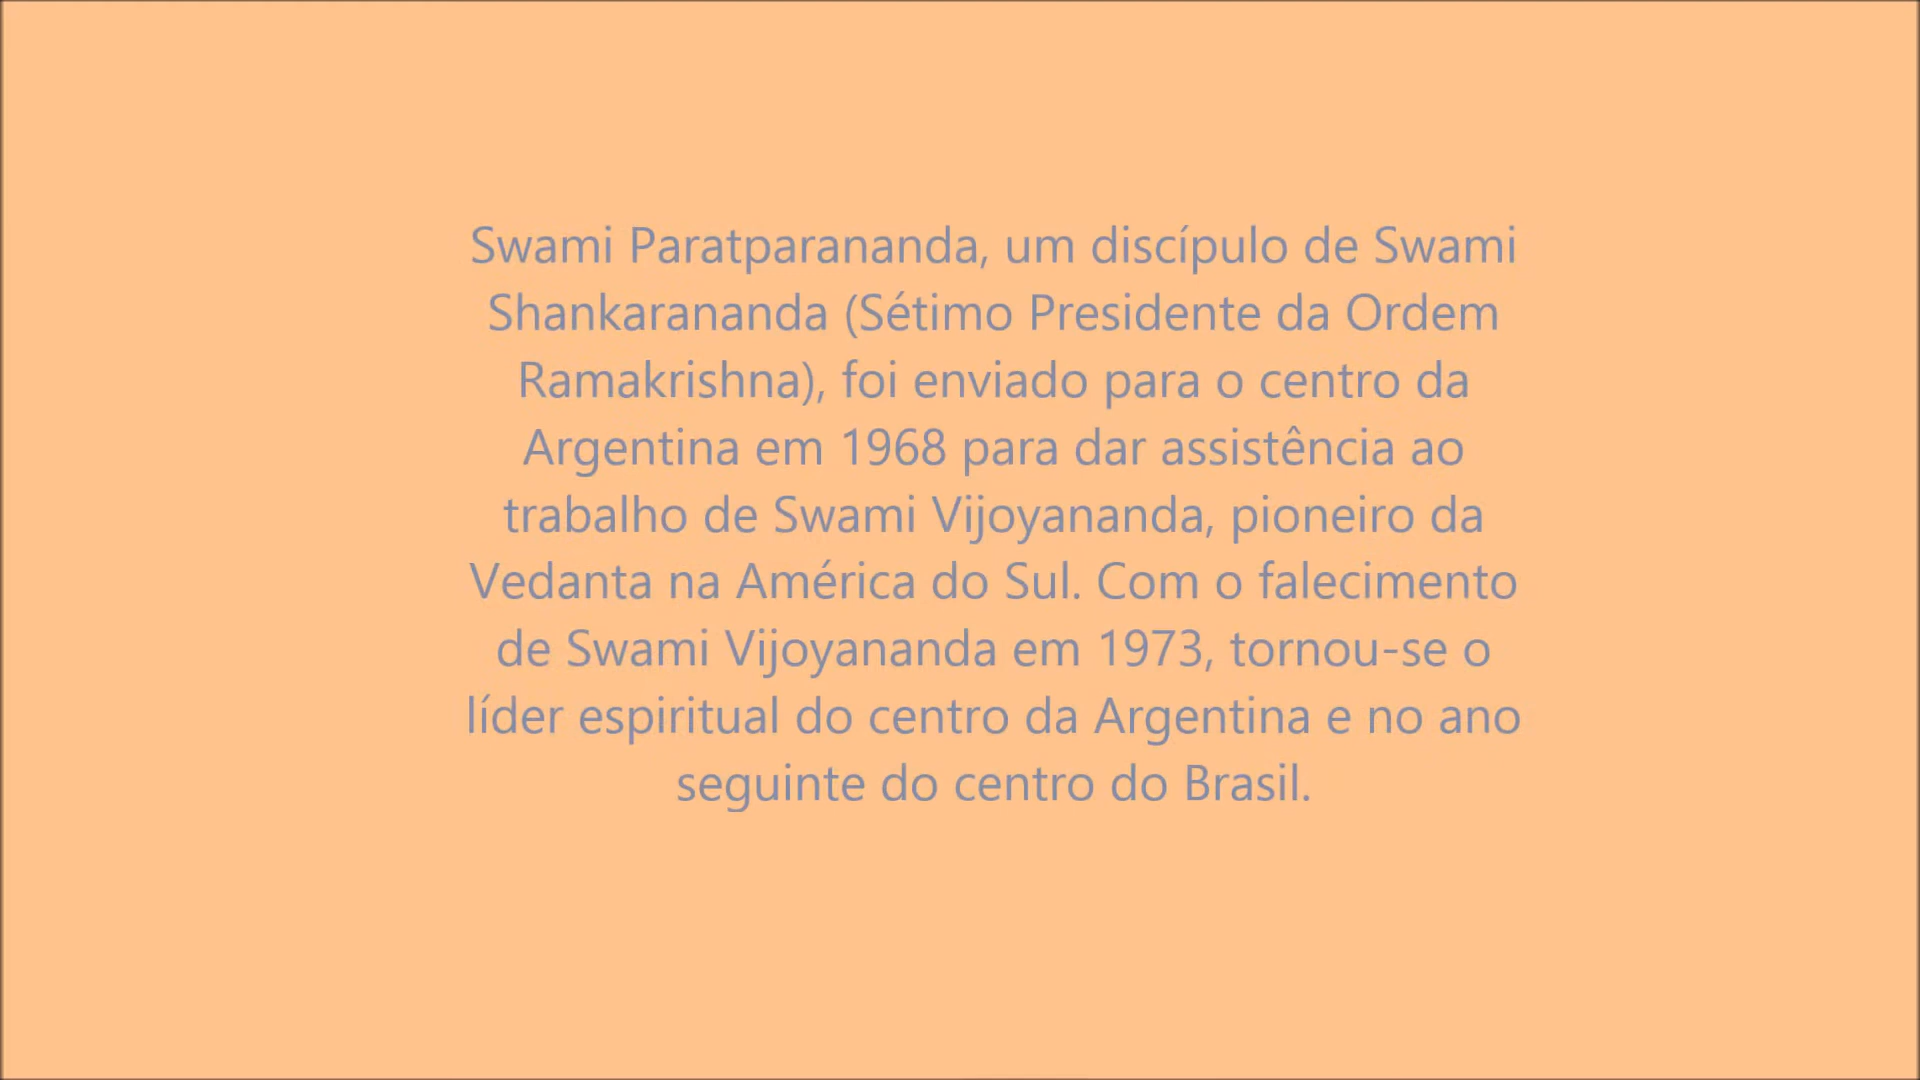 Swami Paratparananda, um discípulo de Swami
Shankarananda (Sétimo Presidente da Ordem
Ramakrishna), foi enviado para o centro da
Argentina em 1968 para dar assistência ao
trabalho de Swami Vijoyananda, pioneiro da
Vedanta na América do Sul. Com o falecimento
de Swami Vijoyananda em 1973, tornou-se o
líder espiritual do centro da Argentina e no ano
seguinte do centro do Brasil.